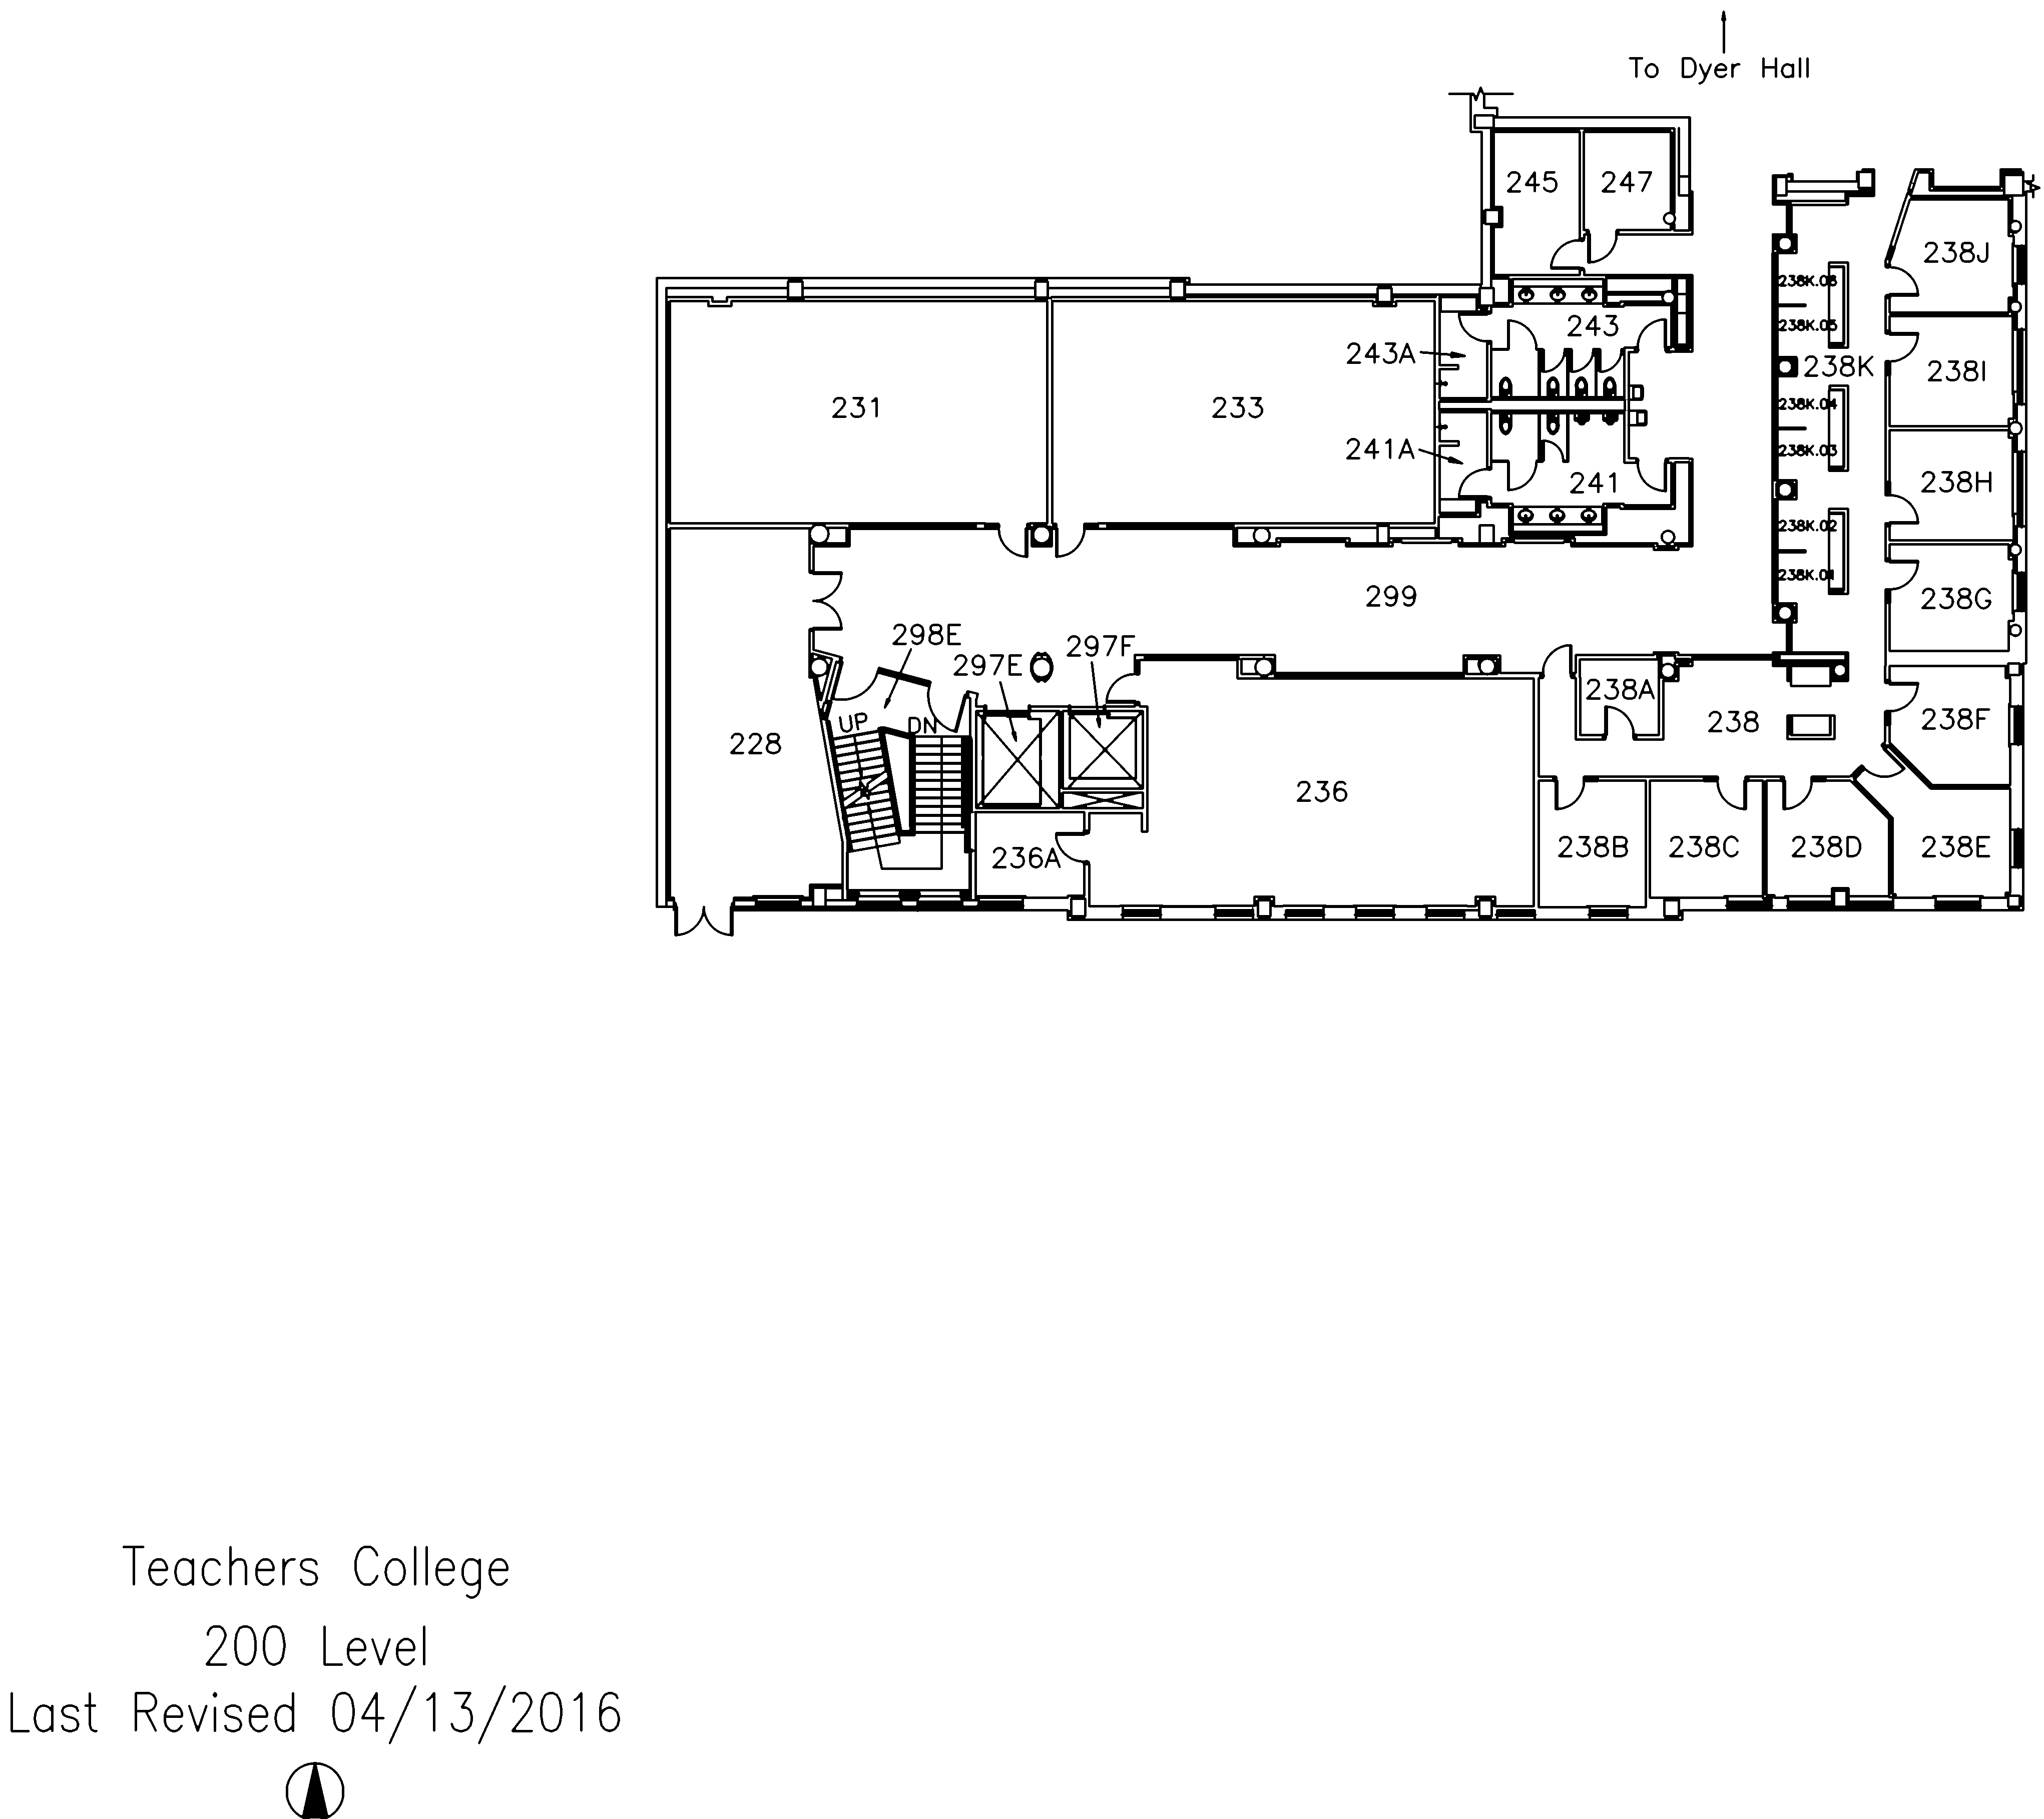 To Dyer Hall
245
247
238J
238K.06
243
238K.05
243A
238K
238I
231
233
238K.04
241A
238K.03
241
238H
238K.02
238K.01
299
238G
298E
297F
297E
238A
UP
DN
238
238F
228
236
236A
238B
238C
238D
238E
Teachers College
200 Level
Last Revised 04/13/2016